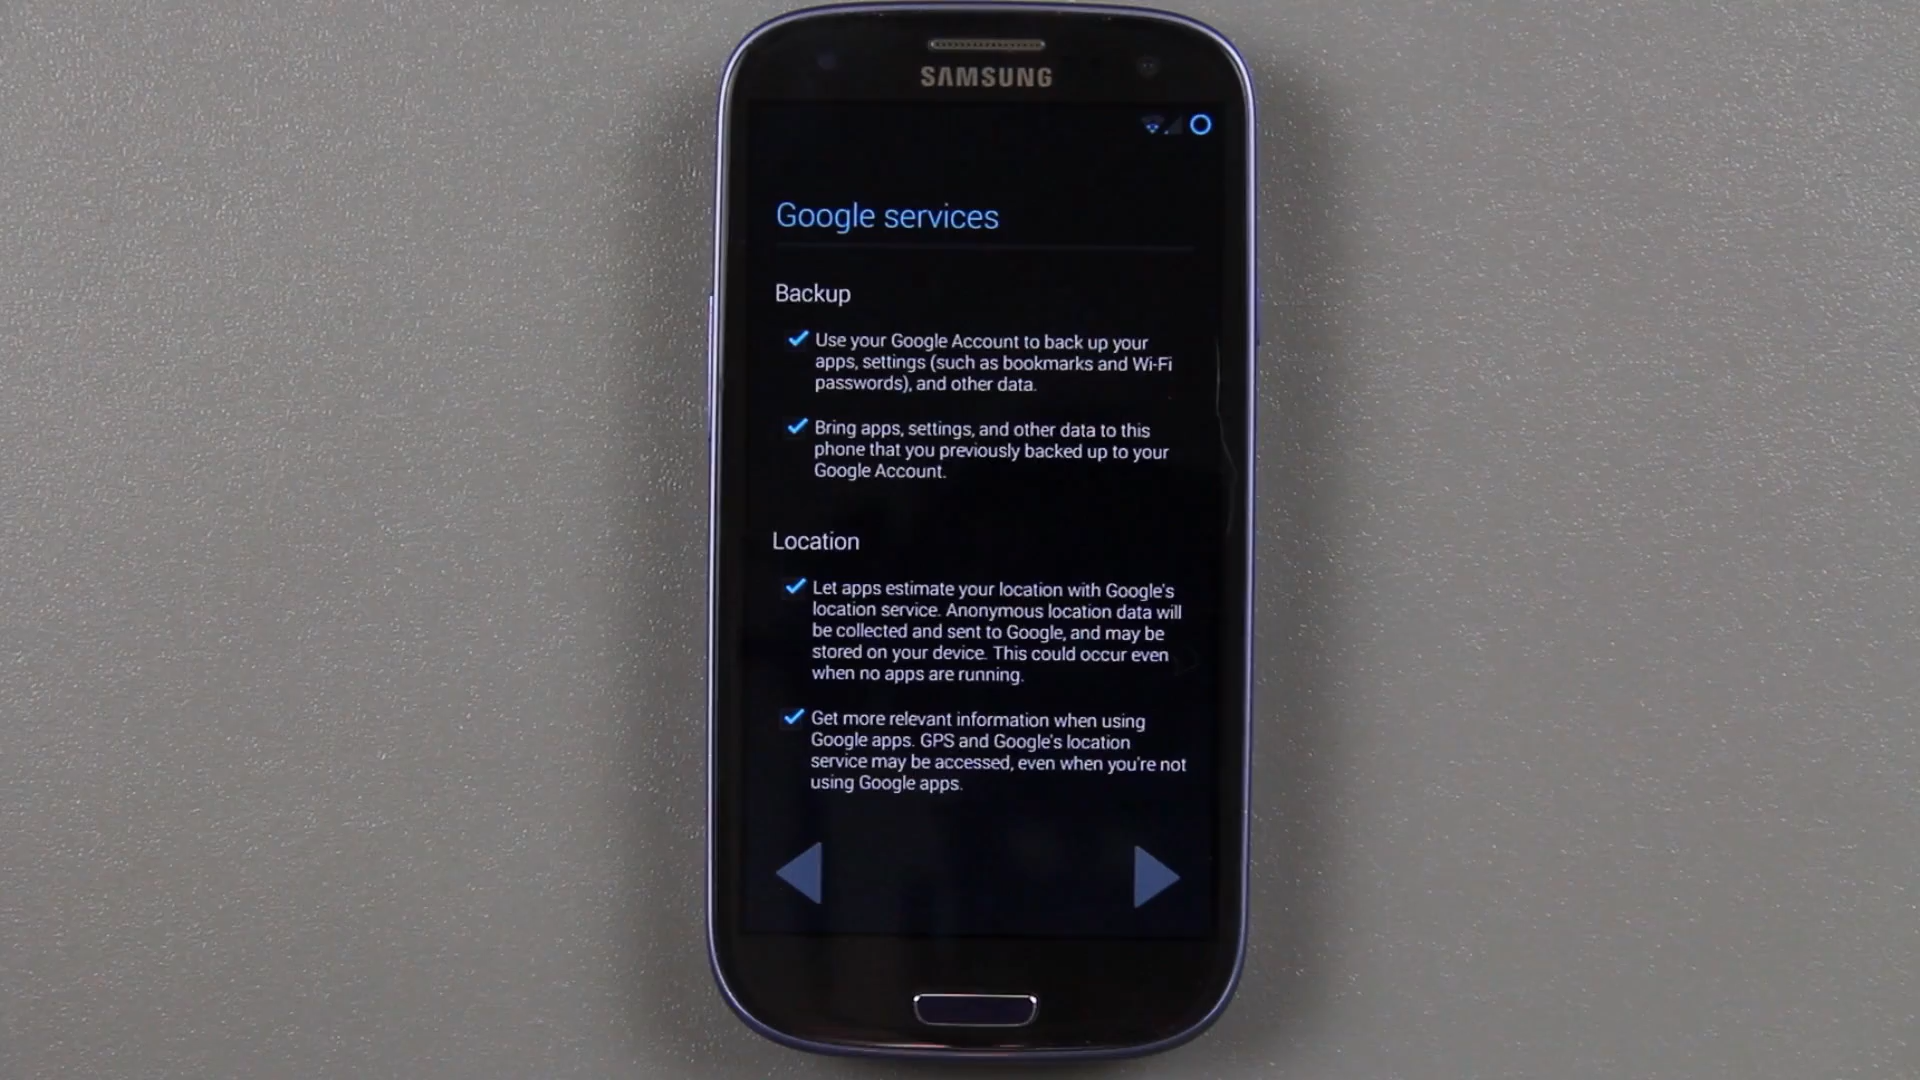 SAMSUNG
Google services
Backup
Use your Google Account to back up your
apps, settings (such as bookmarks and Wi-Fi
passwords), and other data.
Bring apps, settings, and other data to this
phone that you previously backed up to your
Google Account.
Location
Let apps estimate your location with Google's
location service. Anonymous location data will
be collected and sent to Google, and may be
stored on your device. This could occur even
when no apps are running.
Get more relevant information when using
Google apps. GPS and Google's location
service may be accessed, even when you're not
using Google apps.